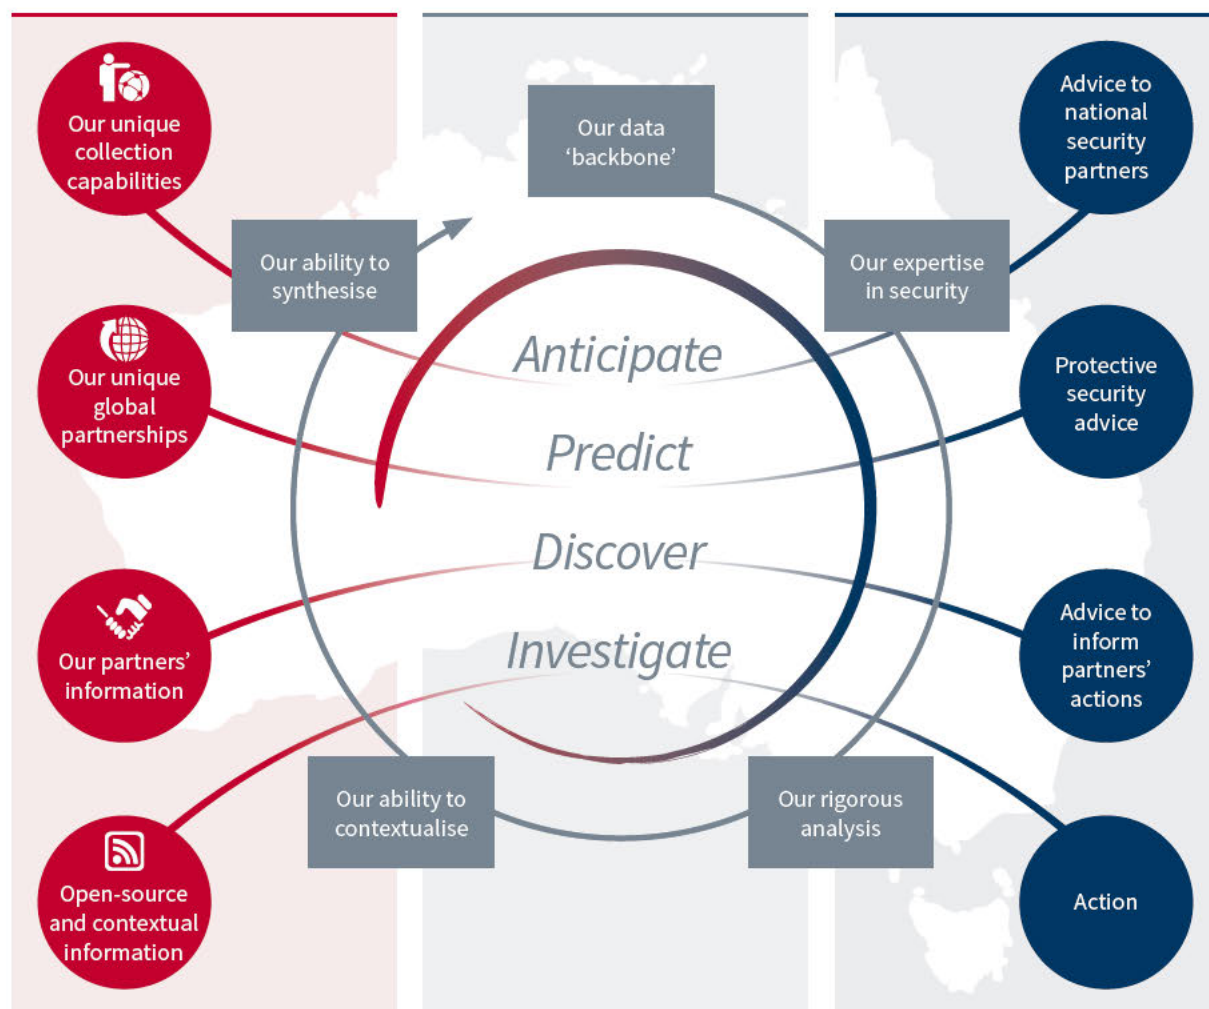 Our unique
collection
capabilities
Our unique
global
partnerships
Our partners’
information
Open-source
and contextual
information
Our data
‘backbone’
Our ability to
synthesise
Our expertise
in security
Anticipate
Predict
Discover
Investigate
Our ability to
contextualise
Our rigorous
analysis
Advice to
national
security
partners
Protective
security
advice
Advice to
inform
partners’
actions
Action